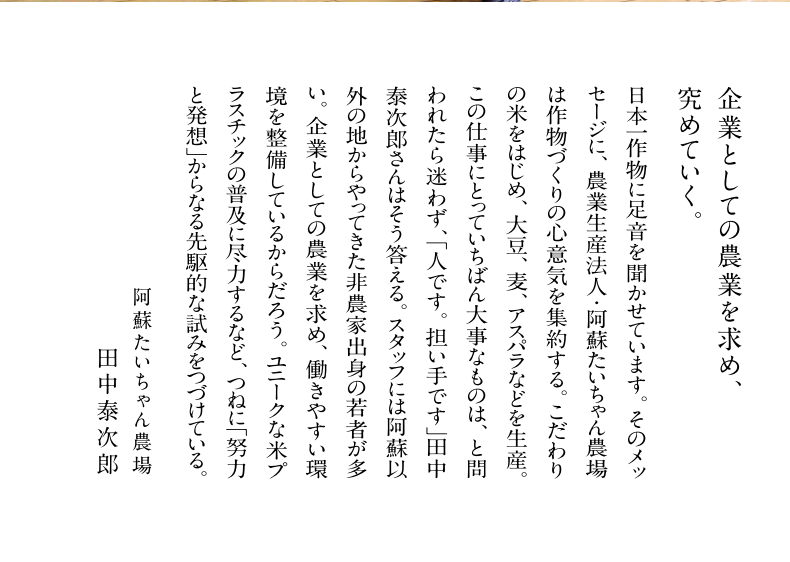 企業としての農業を求め、
究めていく。
日本一作物に足音を聞かせています。そのメッ
セージに、農業生産法人・阿蘇たいちゃん農場
は作物づくりの心意気を集約する。こだわり
の米をはじめ、大豆、麦、アスパラなどを生産。
この仕事にとっていちばん大事なものは、と問
われたら迷わず、「人です。担い手です」田中
泰次郎さんはそう答える。スタッフには阿蘇以
外の地からやってきた非農家出身の若者が多
い。企業としての農業を求め、働きやすい環
境を整備しているからだろう。ユニークな米プ
ラスチックの普及に尽力するなど、つねに「努力
と発想」からなる先駆的な試みをつづけている。
阿蘇たいちゃん農場
田中泰次郎